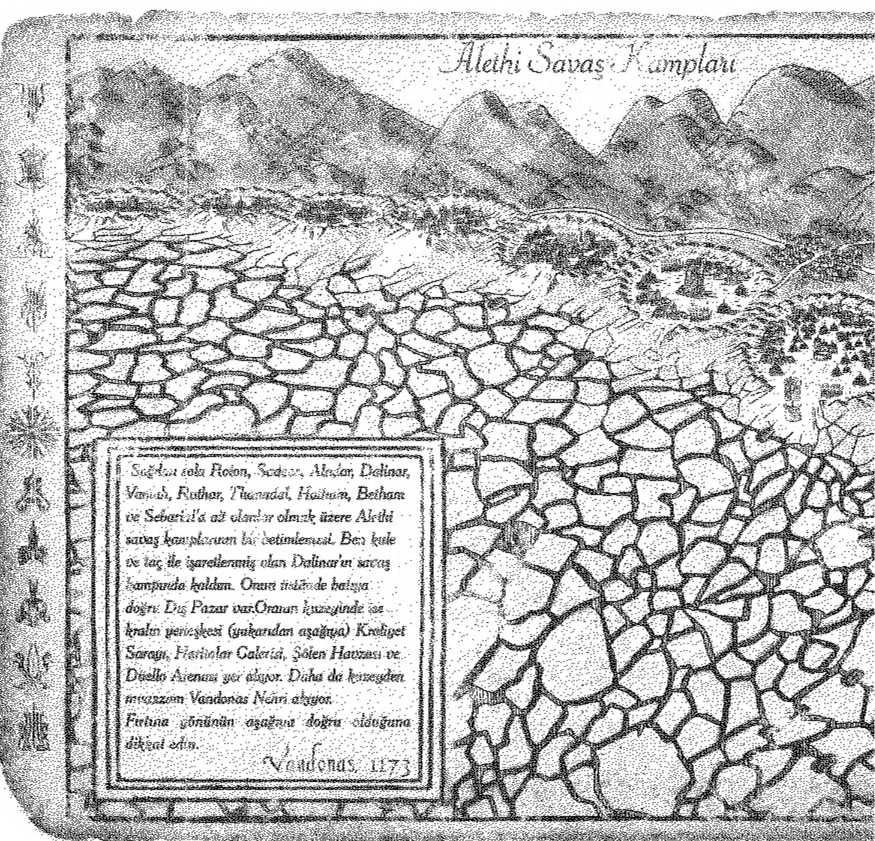 Alethi Savaş Kampları
Sağdan sola Roion, Sadeas, Aladar, Dalinar,
Vamah, Ruthar, Thanadal, Hatham, Betham
ve Sebarial'a ait olanlar olmak üzere Alethi
savaş kamplarının bir betimlemesi. Ben kule
ve taç ile işaretlenmiş olan Dalinar'ın savaş
kampında kaldım. Onun üstünde batıya
doğru Dış Pazar var.Onun kuzeyinde ise
kralın yerleşkesi (yukarıdan aşağıya) Kraliyet
Sarayı, Haritalar Galerisi, Şölen Havzası ve
Düello Arenası yer alıyor. Daha da kuzeyden
muazzam Vandonas Nehri akıyor.
Fırtına yönünün aşağıya doğru olduğuna
dikkat edin.
Vandonas, 1173